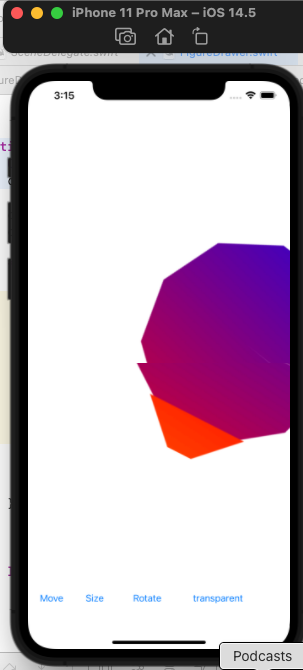 iPhone 11 Pro Max – iOS 14.5
3:15
Move Size Rotate transparent
Podcasts